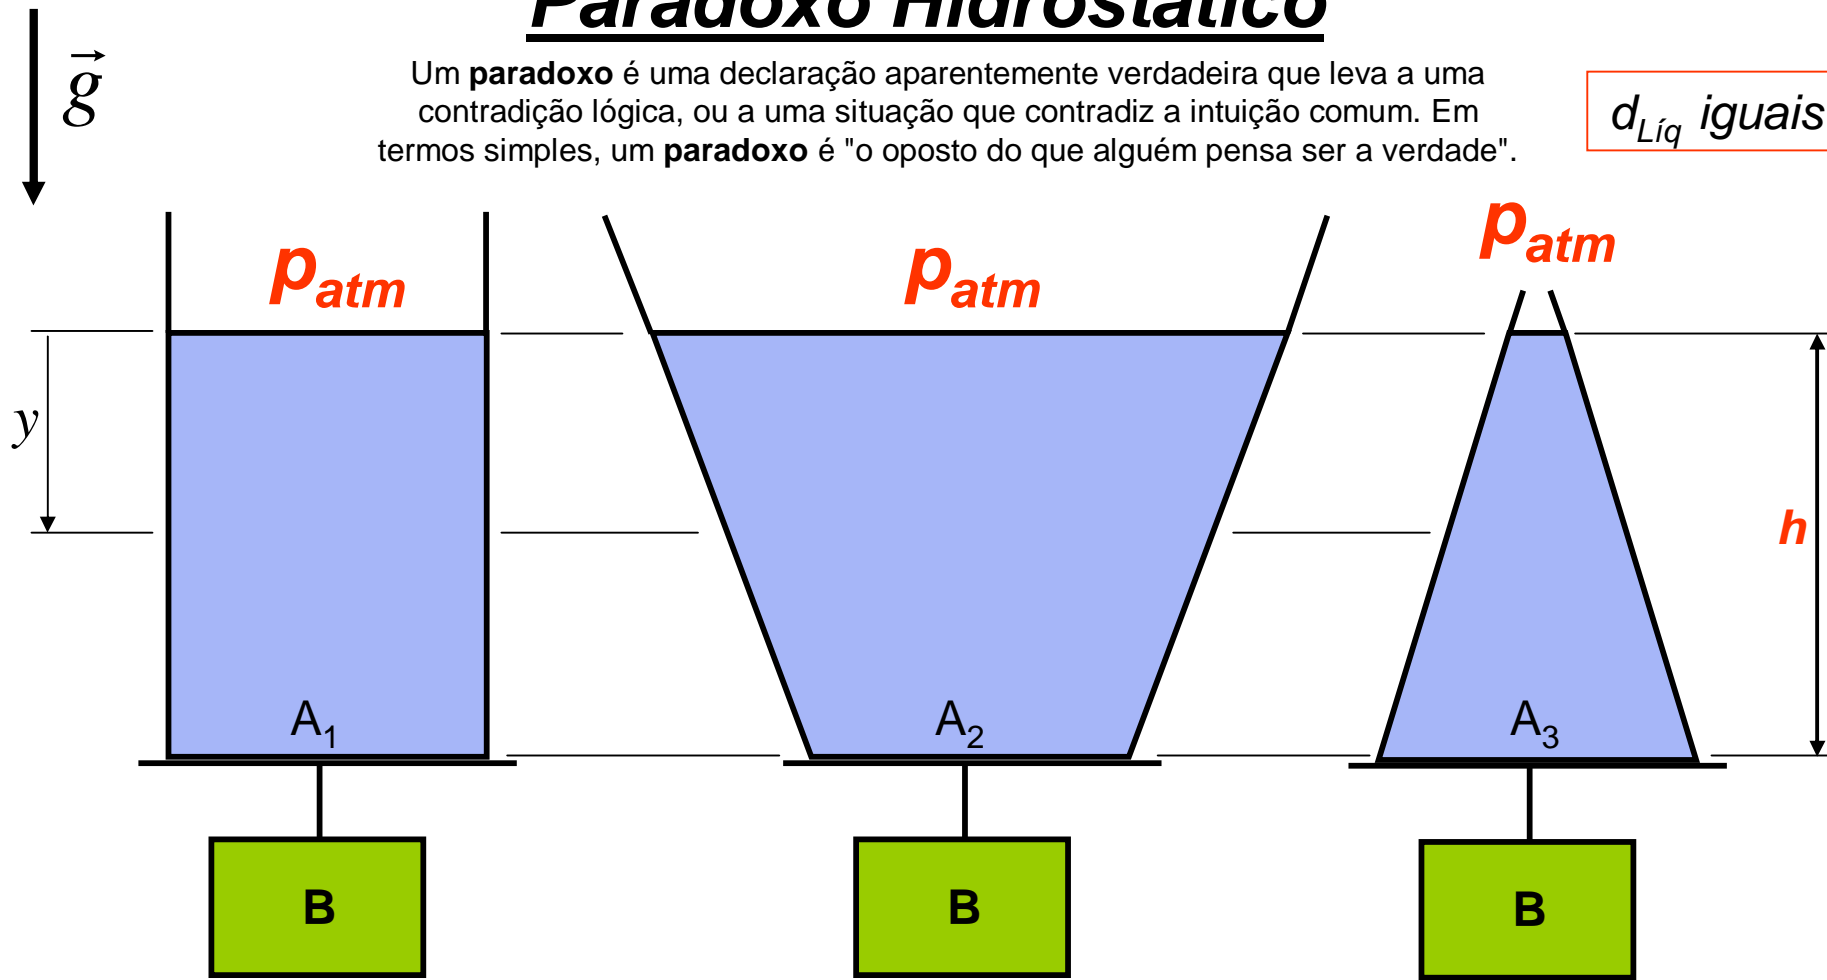 Paradoxo Hidrostático
g
Um paradoxo é uma declaração aparentemente verdadeira que leva a uma
contradição lógica, ou a uma situação que contradiz a intuição comum. Em
termos simples, um paradoxo é "o oposto do que alguém pensa ser a verdade".
dLíq iguais
patm
patm
patm
y
h
A1
A2
A3
B
B
B